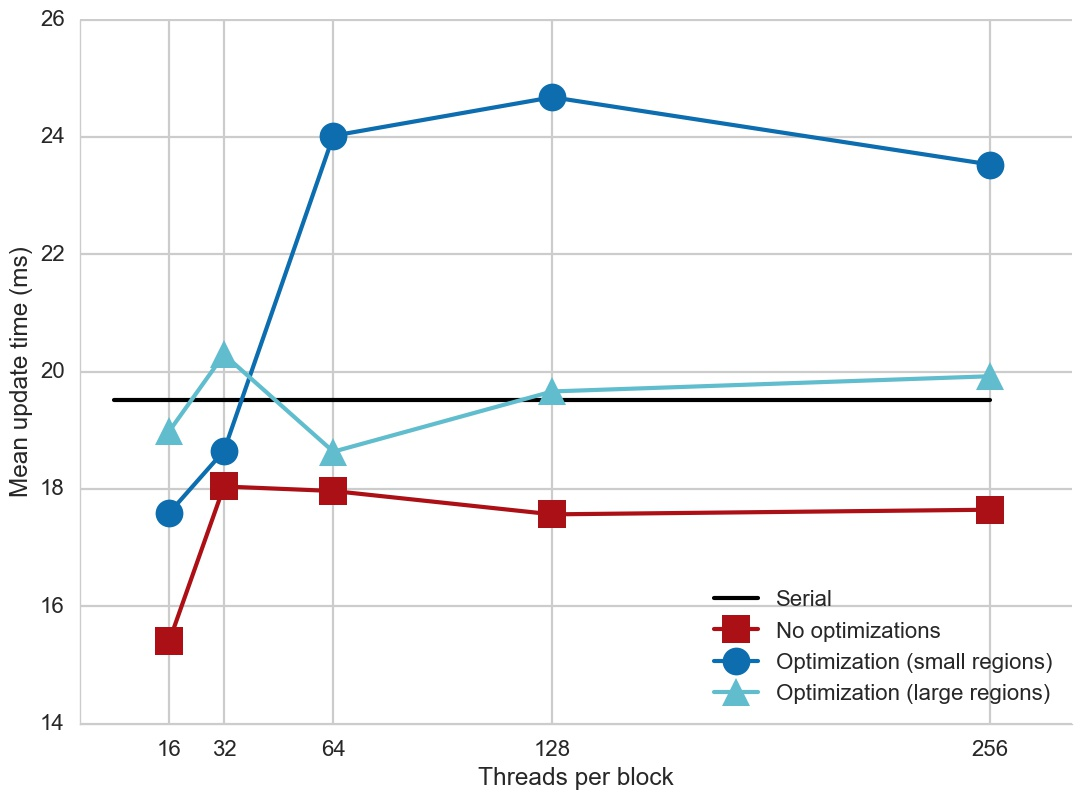 26
24
22
20
18
16
14
Mean update time (ms)
16 32 64 128 256
Threads per block
Serial
No optimizations
Optimization (small regions)
Optimization (large regions)